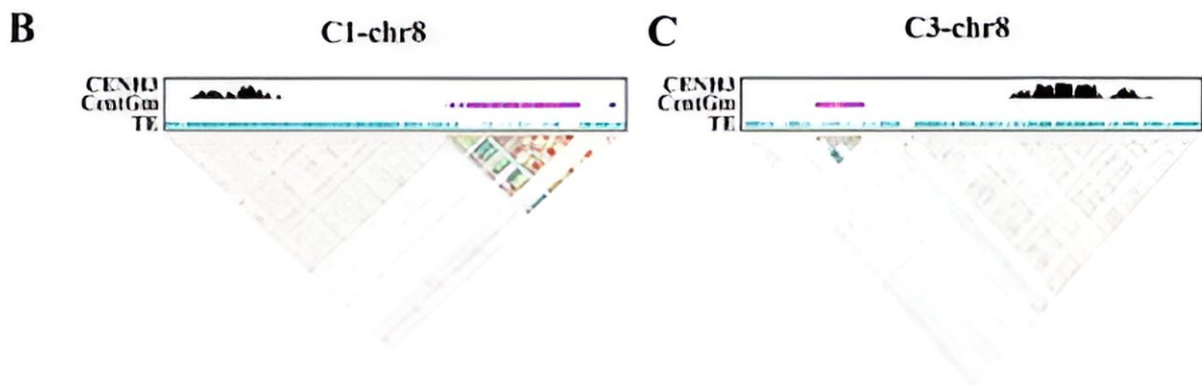 B
C1-chr8
CENH3
CentGm
TE
C
C3-chr8
CENH3
CentGm
TE